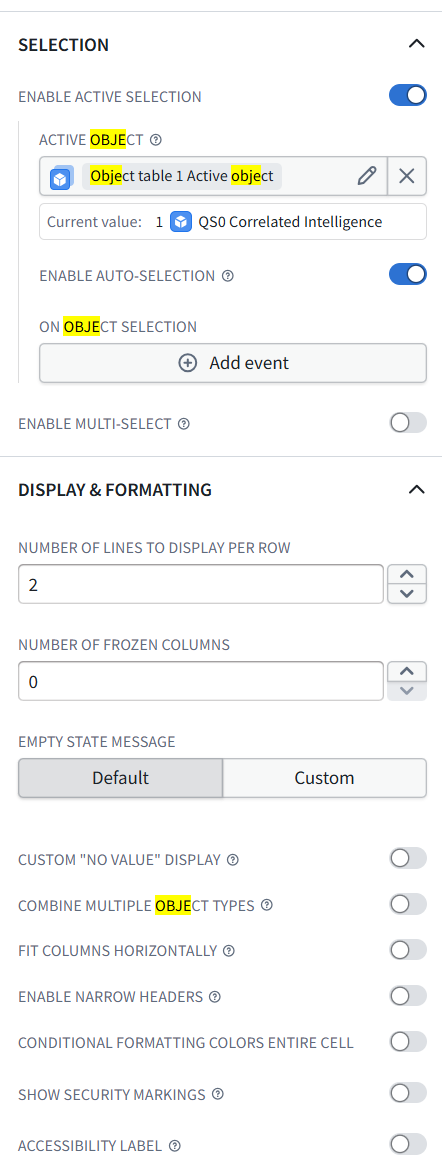 SELECTION
ENABLE ACTIVE SELECTION
ACTIVE OBJECT
Object table 1 Active object
Current value: 1 QS0 Correlated Intelligence
ENABLE AUTO-SELECTION
ON OBJECT SELECTION
Add event
ENABLE MULTI-SELECT
DISPLAY & FORMATTING
NUMBER OF LINES TO DISPLAY PER ROW
2
NUMBER OF FROZEN COLUMNS
0
EMPTY STATE MESSAGE
Default Custom
CUSTOM "NO VALUE" DISPLAY
COMBINE MULTIPLE OBJECT TYPES
FIT COLUMNS HORIZONTALLY
ENABLE NARROW HEADERS
CONDITIONAL FORMATTING COLORS ENTIRE CELL
SHOW SECURITY MARKINGS
ACCESSIBILITY LABEL